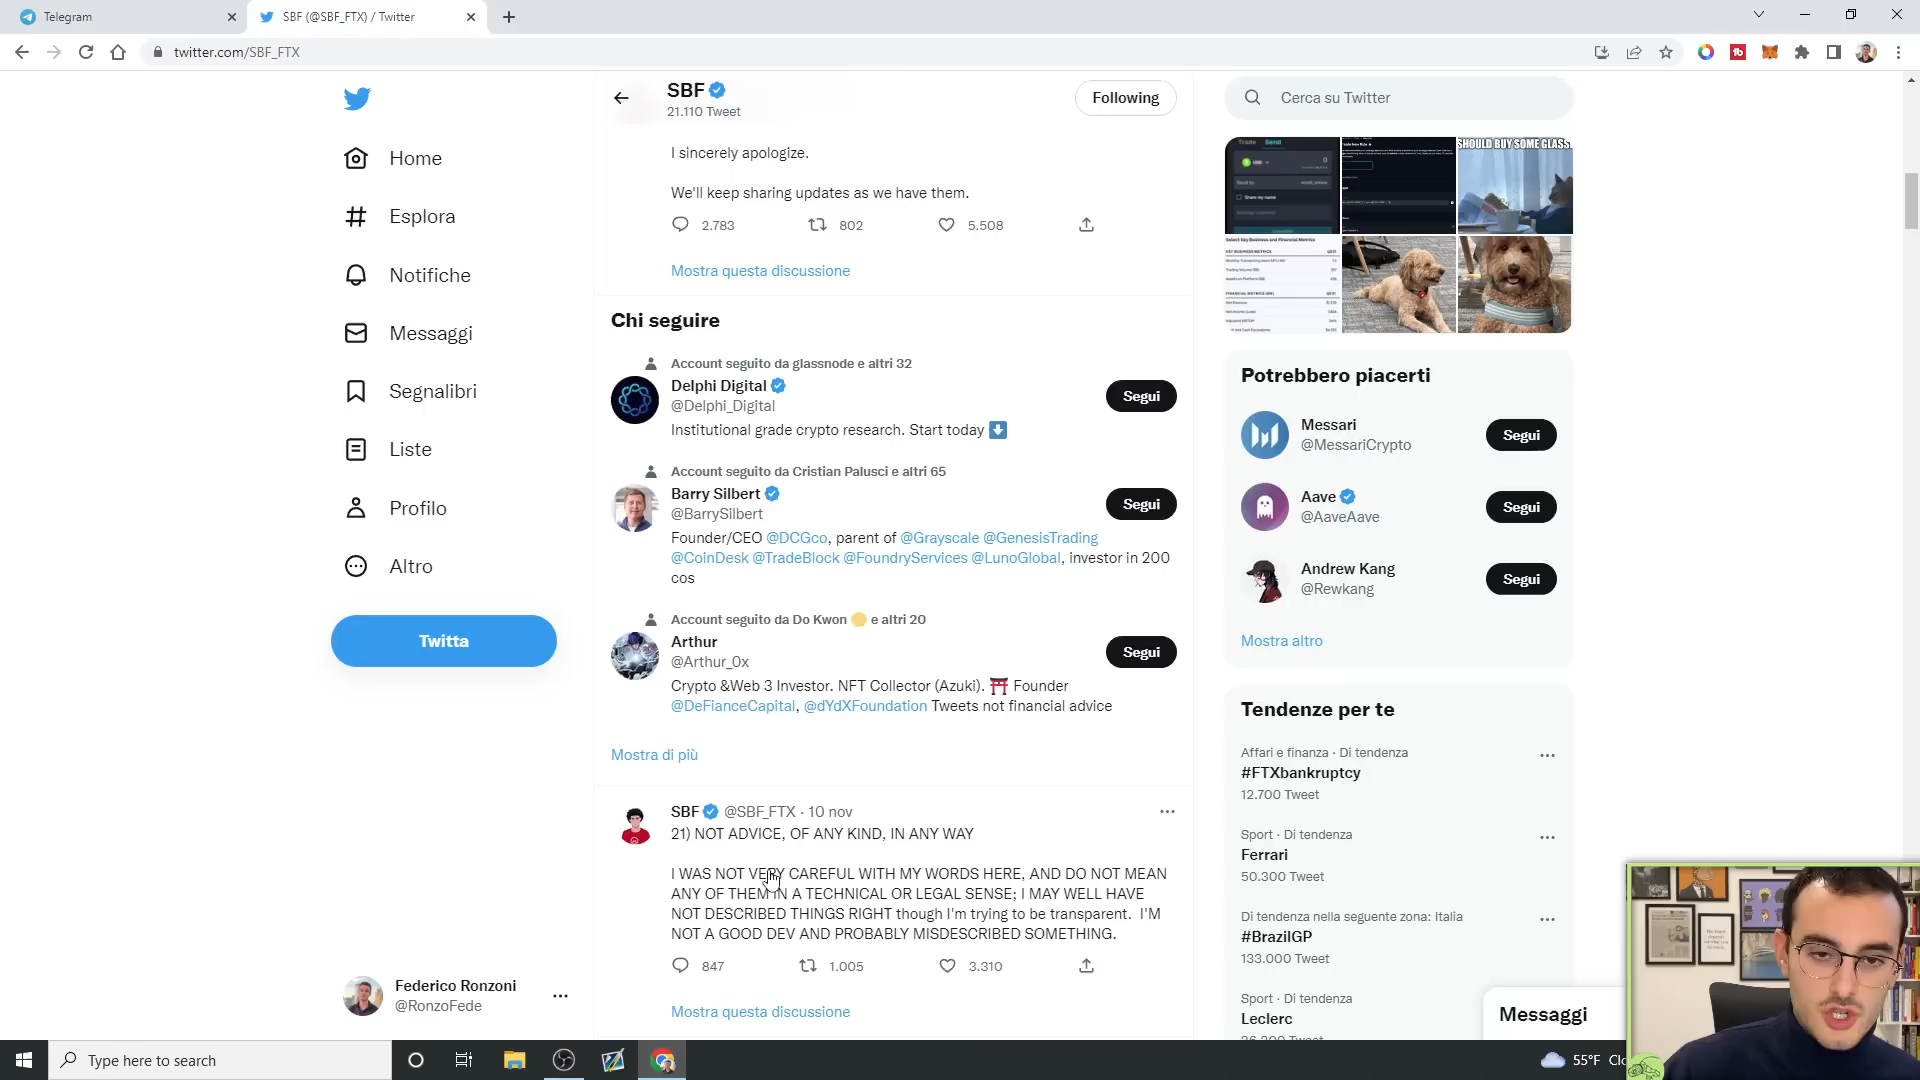 Telegram
SBF (@SBF_FTX) / Twitter
twitter.com/SBF_FTX
Home
Esplora
Notifiche
Messaggi
Segnalibri
Liste
Profilo
Altro
Twitta
Federico Ronzoni
@RonzoFede
SBF
21.110 Tweet
Following
I sincerely apologize.
We'll keep sharing updates as we have them.
2.783 802 5.508
Mostra questa discussione
Chi seguire
Account seguito da glassnode e altri 32
Delphi Digital
@Delphi_Digital
Segui
Institutional grade crypto research. Start today
Account seguito da Cristian Palusci e altri 65
Barry Silbert
@BarrySilbert
Segui
Founder/CEO @DCGco, parent of @Grayscale @GenesisTrading
@CoinDesk @TradeBlock @FoundryServices @LunoGlobal, investor in 200
cos
Account seguito da Do Kwon e altri 20
Arthur
@Arthur_0x
Segui
Crypto &Web 3 Investor. NFT Collector (Azuki). Founder
@DeFianceCapital, @dYdXFoundation Tweets not financial advice
Mostra di più
SBF @SBF_FTX · 10 nov
21) NOT ADVICE, OF ANY KIND, IN ANY WAY
I WAS NOT VERY CAREFUL WITH MY WORDS HERE, AND DO NOT MEAN
ANY OF THEM IN A TECHNICAL OR LEGAL SENSE; I MAY WELL HAVE
NOT DESCRIBED THINGS RIGHT though I'm trying to be transparent. I'M
NOT A GOOD DEV AND PROBABLY MISDESCRIBED SOMETHING.
847 1.005 3.310
Mostra questa discussione
Cerca su Twitter
Trade Send
SHOULD BUY SOME GLASS
Select Key Business and Financial Metrics
Potrebbero piacerti
Messari
@MessariCrypto
Segui
Aave
@AaveAave
Segui
Andrew Kang
@Rewkang
Segui
Mostra altro
Tendenze per te
Affari e finanza · Di tendenza
#FTXbankruptcy
12.700 Tweet
Sport · Di tendenza
Ferrari
50.300 Tweet
Di tendenza nella seguente zona: Italia
#BrazilGP
133.000 Tweet
Sport · Di tendenza
Leclerc
Messaggi
Type here to search
55°F